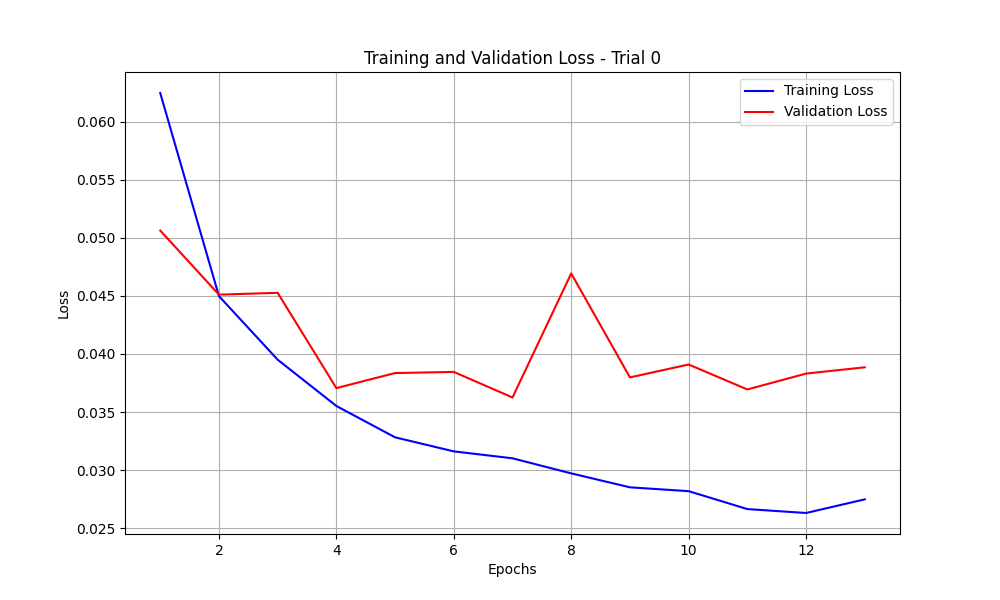 Training and Validation Loss - Trial 0
Training Loss
Validation Loss
0.060
0.055
0.050
0.045
0.040
0.035
0.030
0.025
Loss
2 4 6 8 10 12
Epochs